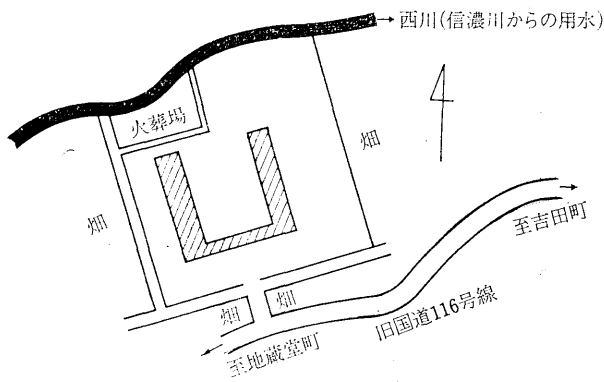 →西川(信濃川からの用水)
火葬場
畑
畑
至吉田町
畑
畑
旧国道116号線
至地蔵堂町